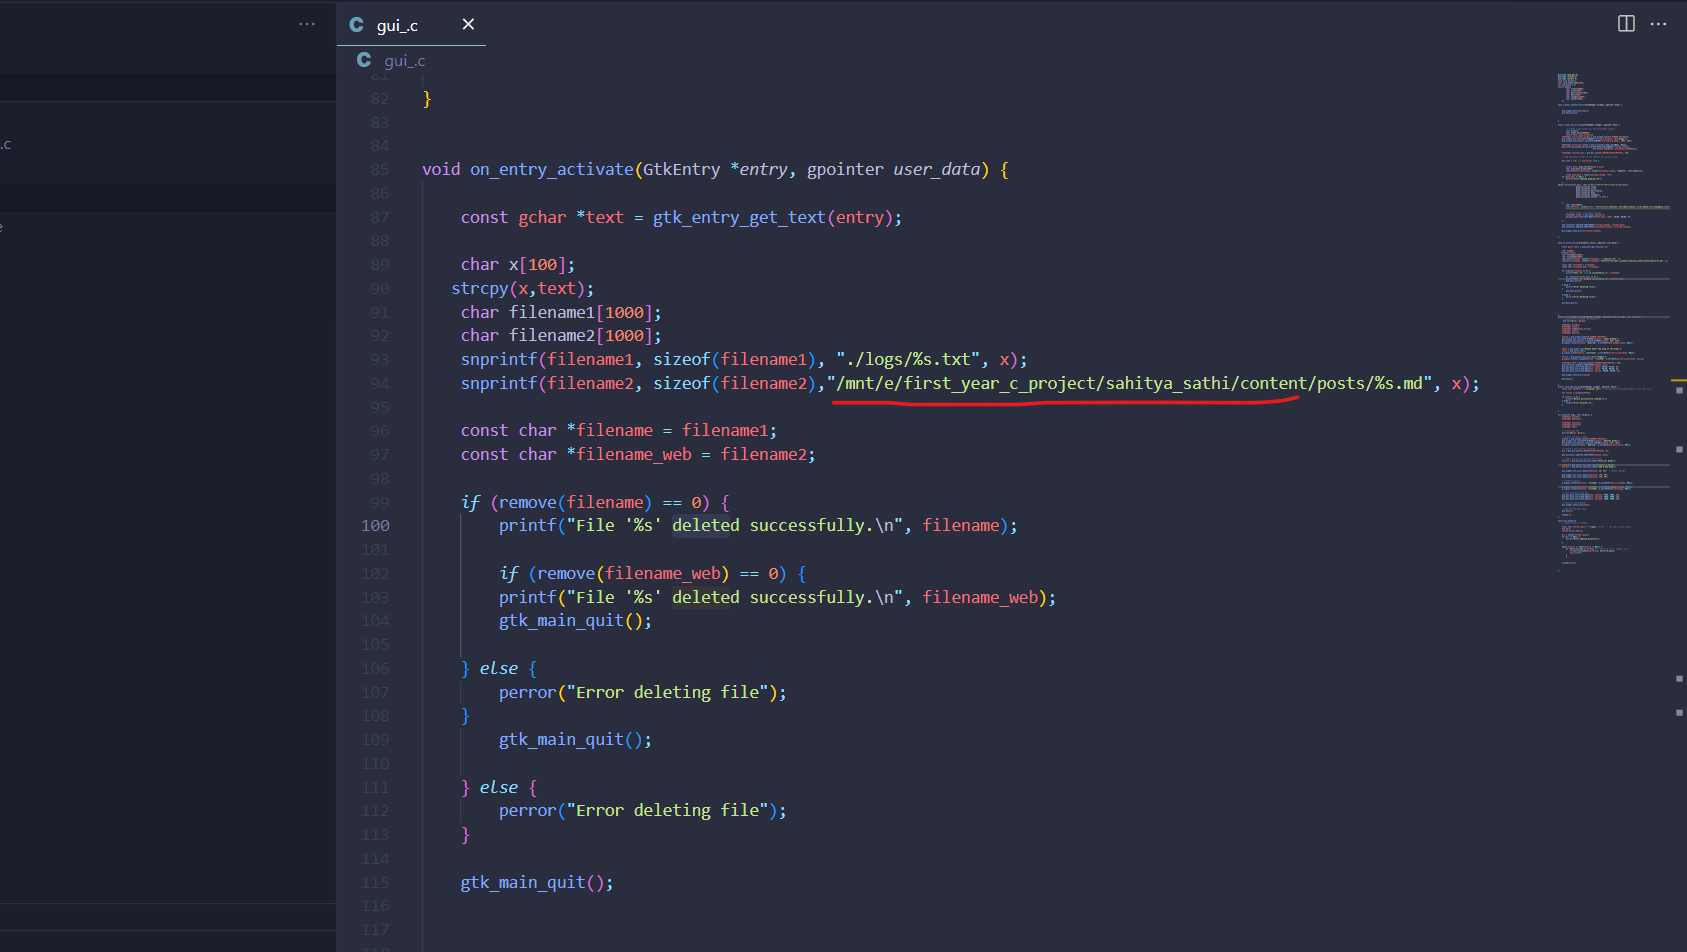 gui_.c
gui_.c
81
82 }
83
84
.c
85 void on_entry_activate(GtkEntry *entry, gpointer user_data) {
86
87 const gchar *text = gtk_entry_get_text(entry);
e
88
89 char x[100];
90 strcpy(x,text);
91 char filename1[1000];
92 char filename2[1000];
93 snprintf(filename1, sizeof(filename1), "./logs/%s.txt", x);
94 snprintf(filename2, sizeof(filename2),"/mnt/e/first_year_c_project/sahitya_sathi/content/posts/%s.md", x);
95
96 const char *filename = filename1;
97 const char *filename_web = filename2;
98
99 if (remove(filename) == 0) {
100 printf("File '%s' deleted successfully.\n", filename);
101
102 if (remove(filename_web) == 0) {
103 printf("File '%s' deleted successfully.\n", filename_web);
104 gtk_main_quit();
105
106 } else {
107 perror("Error deleting file");
108 }
109 gtk_main_quit();
110
111 } else {
112 perror("Error deleting file");
113 }
114
115 gtk_main_quit();
116
117
118